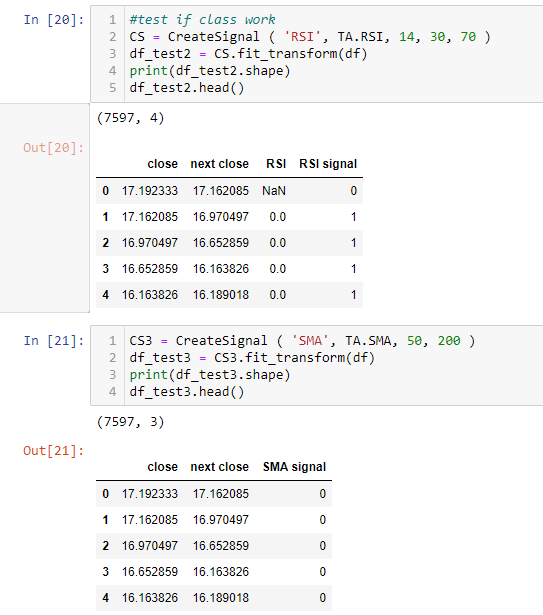 In [20]:
1 #test if class work
2 CS = CreateSignal ( 'RSI', TA.RSI, 14, 30, 70 )
3 df_test2 = CS.fit_transform(df)
4 print(df_test2.shape)
5 df_test2.head()
(7597, 4)
Out[20]:
close next close RSI RSI signal
0 17.192333 17.162085 NaN 0
1 17.162085 16.970497 0.0 1
2 16.970497 16.652859 0.0 1
3 16.652859 16.163826 0.0 1
4 16.163826 16.189018 0.0 1
In [21]:
1 CS3 = CreateSignal ( 'SMA', TA.SMA, 50, 200 )
2 df_test3 = CS3.fit_transform(df)
3 print(df_test3.shape)
4 df_test3.head()
(7597, 3)
Out[21]:
close next close SMA signal
0 17.192333 17.162085 0
1 17.162085 16.970497 0
2 16.970497 16.652859 0
3 16.652859 16.163826 0
4 16.163826 16.189018 0